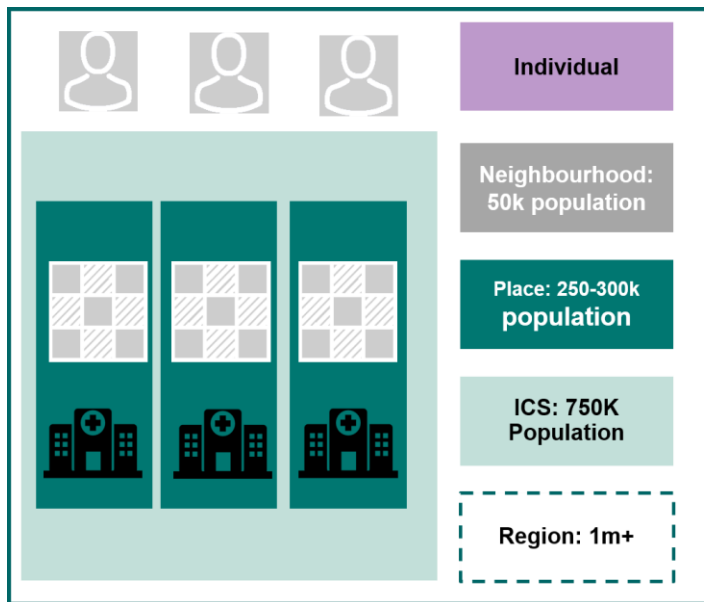 Individual
Neighbourhood:
50k population
Place: 250-300k
population
ICS: 750K
Population
Region: 1m+